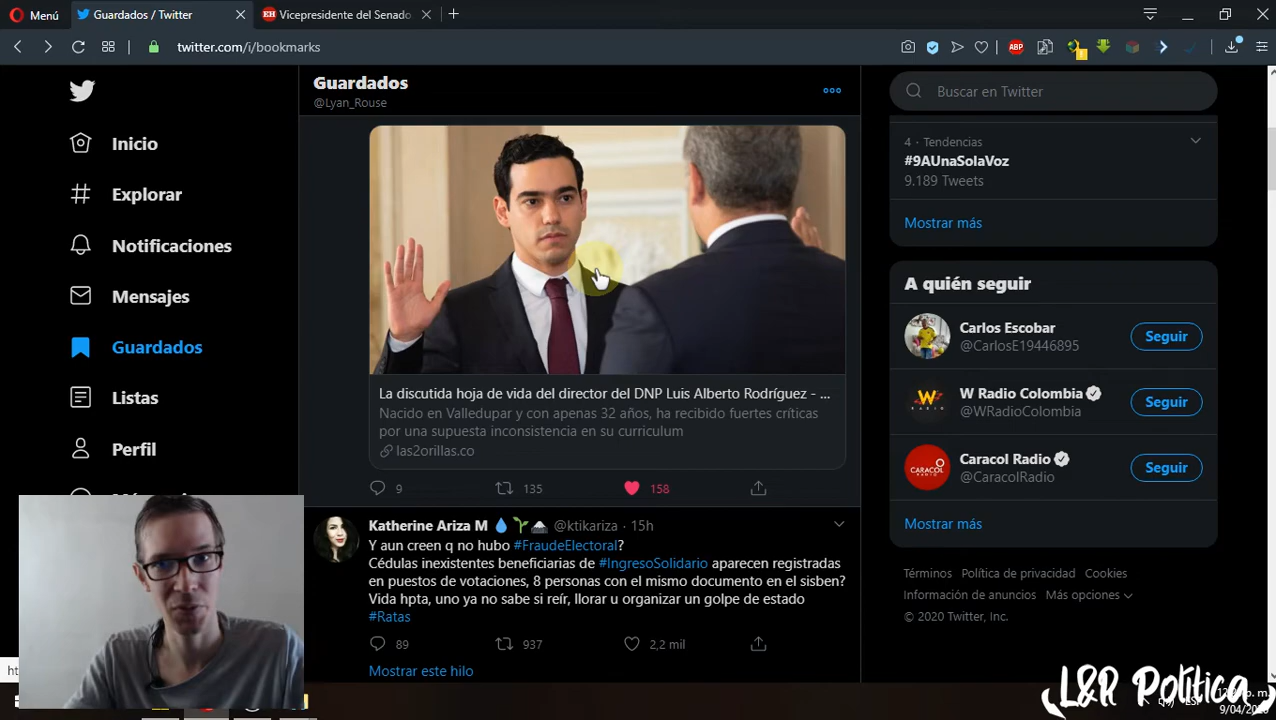 Menú
Guardados / Twitter
EH Vicepresidente del Senado
twitter.com/i/bookmarks
ABP
Guardados
@Lyan_Rouse
Inicio
Explorar
Notificaciones
Mensajes
Guardados
Listas
Perfil
La discutida hoja de vida del director del DNP Luis Alberto Rodríguez - ...
Nacido en Valledupar y con apenas 32 años, ha recibido fuertes críticas
por una supuesta inconsistencia en su curriculum
las2orillas.co
9 135 158
Katherine Ariza M @ktikariza · 15h
Y aun creen q no hubo #FraudeElectoral?
Cédulas inexistentes beneficiarias de #IngresoSolidario aparecen registradas
en puestos de votaciones, 8 personas con el mismo documento en el sisben?
Vida hpta, uno ya no sabe si reír, llorar u organizar un golpe de estado
#Ratas
89 937 2,2 mil
Mostrar este hilo
Buscar en Twitter
4 · Tendencias
#9AUnaSolaVoz
9.189 Tweets
Mostrar más
A quién seguir
Carlos Escobar
@CarlosE19446895
Seguir
W Radio Colombia
@WRadioColombia
Seguir
CARACOL
Caracol Radio
@CaracolRadio
Seguir
Mostrar más
Términos Política de privacidad Cookies
Información de anuncios Más opciones
© 2020 Twitter, Inc.
L&R Política